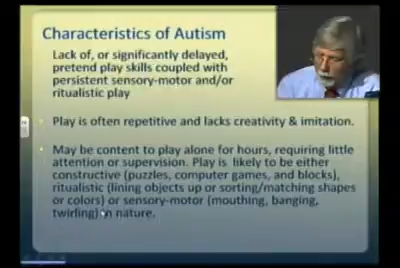 Characteristics of Autism
Lack of, or significantly delayed,
pretend play skills coupled with
persistent sensory-motor and/or
ritualistic play
• Play is often repetitive and lacks creativity & imitation.
• May be content to play alone for hours, requiring little
attention or supervision. Play is likely to be either
constructive (puzzles, computer games, and blocks),
ritualistic (lining objects up or sorting/matching shapes
or colors) or sensory-motor (mouthing, banging,
twirling) in nature.